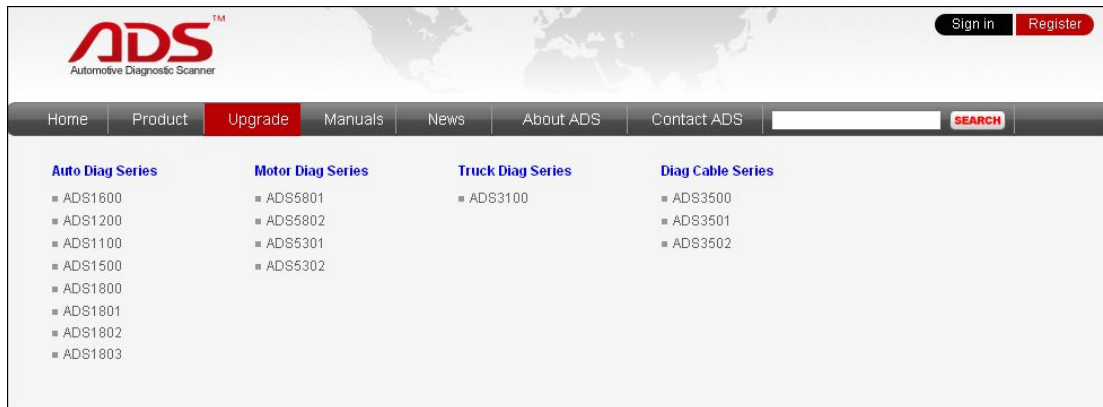 ADS™
Automotive Diagnostic Scanner
Sign in Register
Home Product Upgrade Manuals News About ADS Contact ADS SEARCH
Auto Diag Series
ADS1600
ADS1200
ADS1100
ADS1500
ADS1800
ADS1801
ADS1802
ADS1803
Motor Diag Series
ADS5801
ADS5802
ADS5301
ADS5302
Truck Diag Series
ADS3100
Diag Cable Series
ADS3500
ADS3501
ADS3502